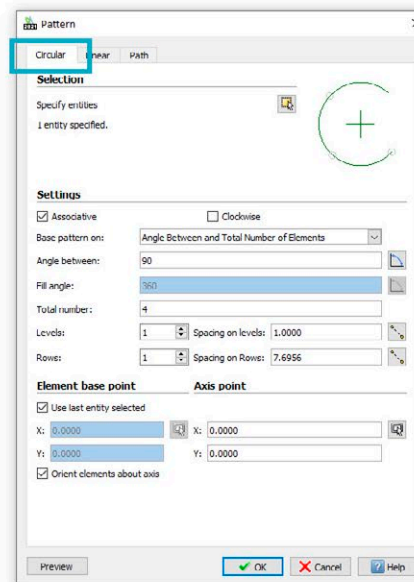 Pattern
Circular Linear Path
Selection
Specify entities
1 entity specified.
Settings
Associative Clockwise
Base pattern on: Angle Between and Total Number of Elements
Angle between: 90
Fill angle: 360
Total number: 4
Levels: 1 Spacing on levels: 1.0000
Rows: 1 Spacing on Rows: 7.6956
Element base point Axis point
Use last entity selected
X: 0.0000 X: 0.0000
Y: 0.0000 Y: 0.0000
Orient elements about axis
Preview OK Cancel Help